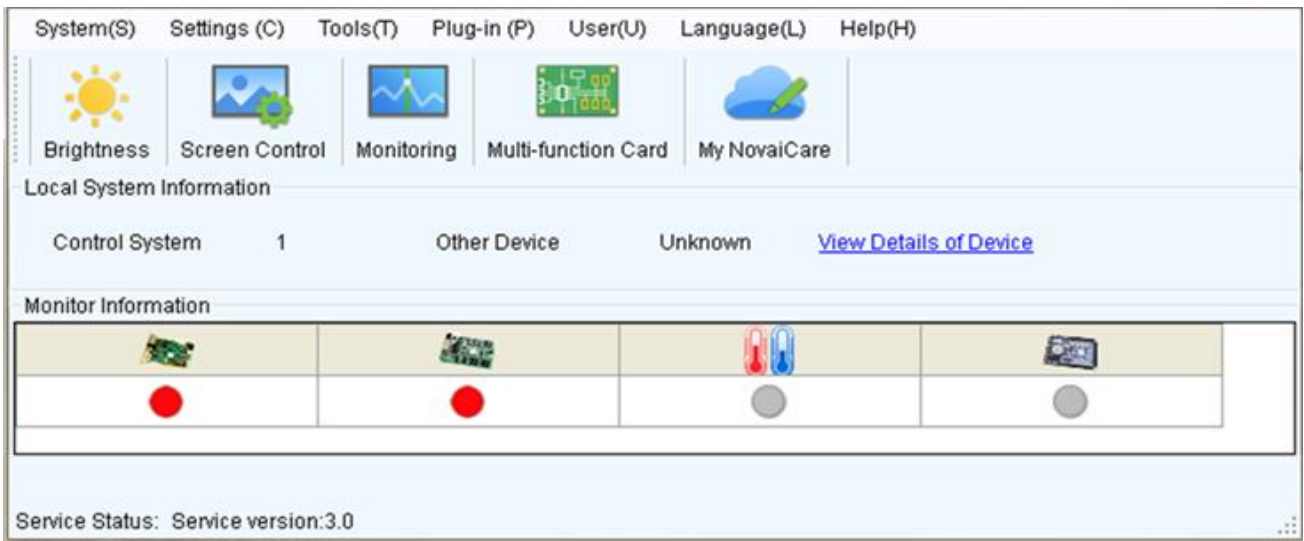 System(S) Settings (C) Tools(T) Plug-in (P) User(U) Language(L) Help(H)
Brightness Screen Control Monitoring Multi-function Card My NovaiCare
Local System Information
Control System 1 Other Device Unknown View Details of Device
Monitor Information
Service Status: Service version:3.0